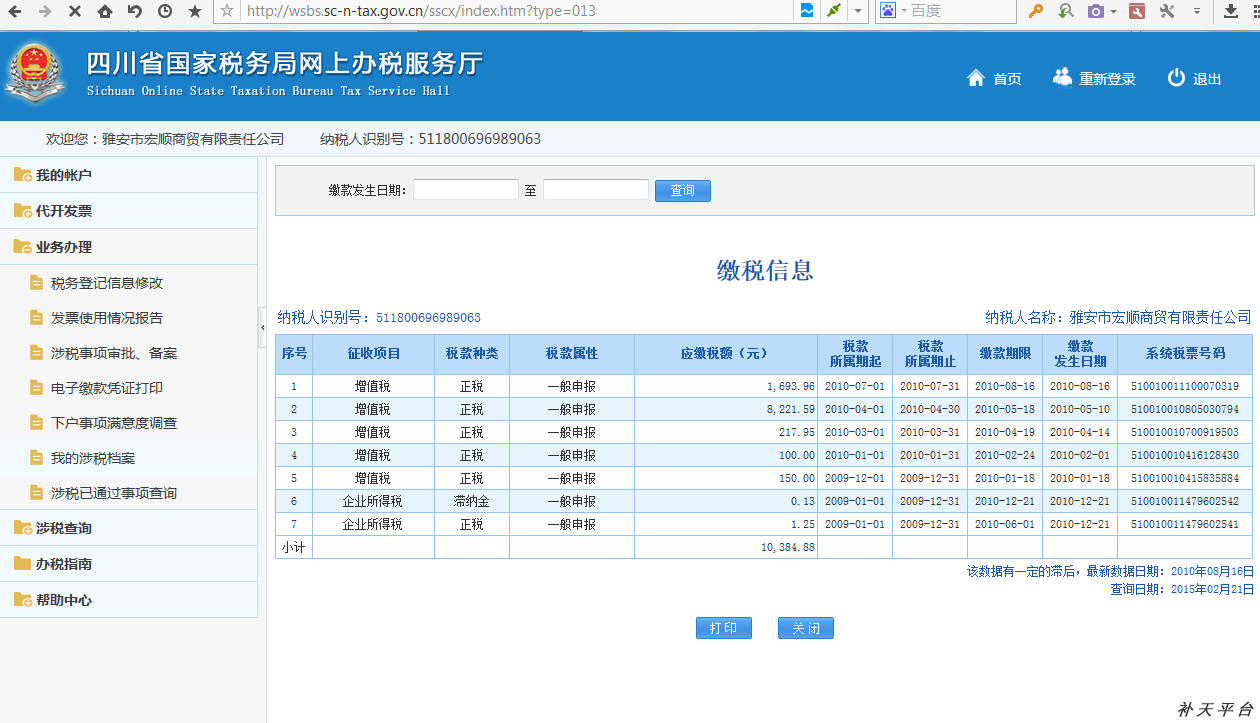 http://wsbs.sc-n-tax.gov.cn/sscx/index.htm?type=013 百度
四川省国家税务局网上办税服务厅
Sichuan Online State Taxation Bureau Tax Service Hall
首页 重新登录 退出
欢迎您：雅安市宏顺商贸有限责任公司 纳税人识别号：511800696989063
我的帐户
代开发票
业务办理
税务登记信息修改
发票使用情况报告
涉税事项审批、备案
电子缴款凭证打印
下户事项满意度调查
我的涉税档案
涉税已通过事项查询
涉税查询
办税指南
帮助中心
缴款发生日期： 至 查询
缴税信息
纳税人识别号：511800696989063 纳税人名称：雅安市宏顺商贸有限责任公司
序号 征收项目 税款种类 税款属性 应缴税额（元） 税款所属期起 税款所属期止 缴款期限 缴款发生日期 系统税票号码
1 增值税 正税 一般申报 1,693.96 2010-07-01 2010-07-31 2010-08-16 2010-08-16 510010011100070319
2 增值税 正税 一般申报 8,221.59 2010-04-01 2010-04-30 2010-05-18 2010-05-10 510010010805030794
3 增值税 正税 一般申报 217.95 2010-03-01 2010-03-31 2010-04-19 2010-04-14 510010010700919503
4 增值税 正税 一般申报 100.00 2010-01-01 2010-01-31 2010-02-24 2010-02-01 510010010416128430
5 增值税 正税 一般申报 150.00 2009-12-01 2009-12-31 2010-01-18 2010-01-18 510010010415835884
6 企业所得税 滞纳金 一般申报 0.13 2009-01-01 2009-12-31 2010-12-21 2010-12-21 510010011479602542
7 企业所得税 正税 一般申报 1.25 2009-01-01 2009-12-31 2010-06-01 2010-12-21 510010011479602541
小计 10,384.88
该数据有一定的滞后，最新数据日期：2010年08月16日
查询日期：2015年02月21日
打印 关闭
补天平台